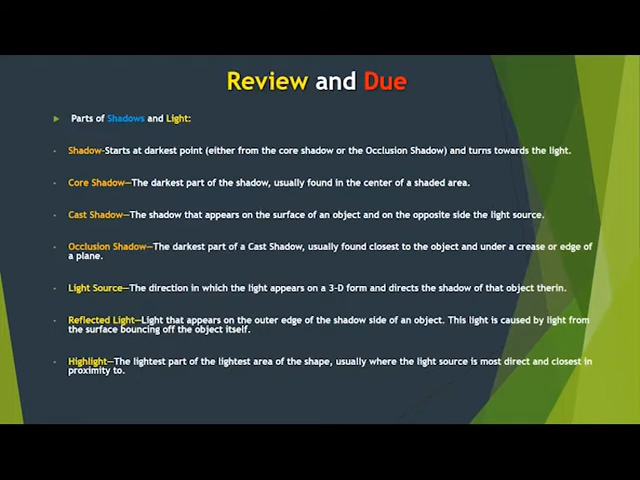 Review and Due
Parts of Shadows and Light:
Shadow-Starts at darkest point (either from the core shadow or the Occlusion Shadow) and turns towards the light.
Core Shadow—The darkest part of the shadow, usually found in the center of a shaded area.
Cast Shadow—The shadow that appears on the surface of an object and on the opposite side the light source.
Occlusion Shadow—The darkest part of a Cast Shadow, usually found closest to the object and under a crease or edge of
a plane.
Light Source—The direction in which the light appears on a 3-D form and directs the shadow of that object therin.
Reflected Light—Light that appears on the outer edge of the shadow side of an object. This light is caused by light from
the surface bouncing off the object itself.
Highlight—The lightest part of the lightest area of the shape, usually where the light source is most direct and closest in
proximity to.